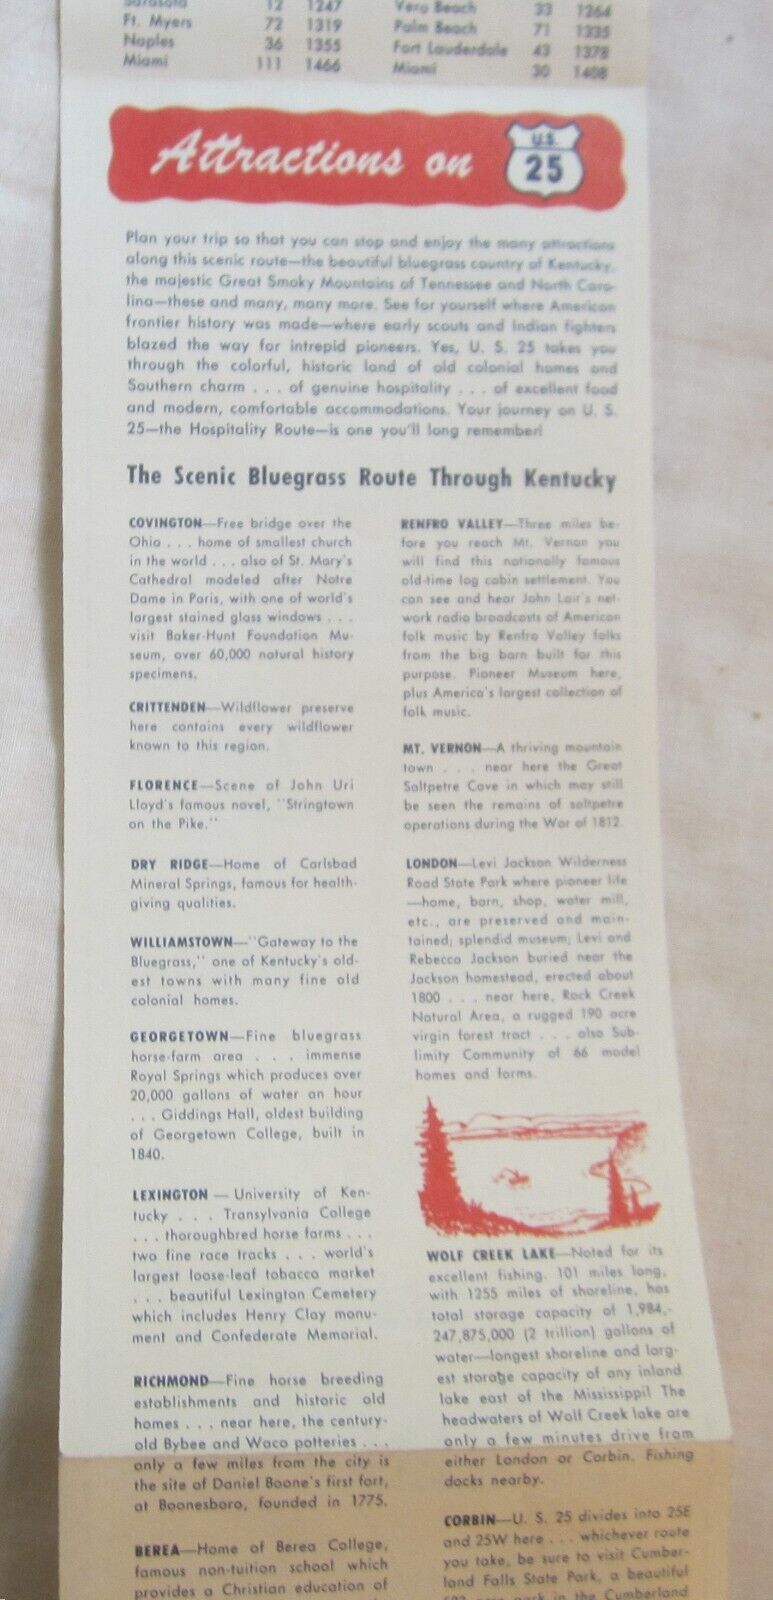 Sarasota 12 1247
Ft. Myers 72 1319
Naples 36 1355
Miami 111 1466
Vero Beach 33 1264
Palm Beach 71 1335
Fort Lauderdale 43 1378
Miami 30 1408
Attractions on U.S. 25
Plan your trip so that you can stop and enjoy the many attractions
along this scenic route—the beautiful bluegrass country of Kentucky,
the majestic Great Smoky Mountains of Tennessee and North Caro-
lina—these and many, many more. See for yourself where American
frontier history was made—where early scouts and Indian fighters
blazed the way for intrepid pioneers. Yes, U. S. 25 takes you
through the colorful, historic land of old colonial homes and
Southern charm . . . of genuine hospitality . . . of excellent food
and modern, comfortable accommodations. Your journey on U. S.
25—the Hospitality Route—is one you'll long remember!
The Scenic Bluegrass Route Through Kentucky
COVINGTON—Free bridge over the
Ohio . . . home of smallest church
in the world . . . also of St. Mary's
Cathedral modeled after Notre
Dame in Paris, with one of world's
largest stained glass windows . . .
visit Baker-Hunt Foundation Mu-
seum, over 60,000 natural history
specimens.
CRITTENDEN—Wildflower preserve
here contains every wildflower
known to this region.
FLORENCE—Scene of John Uri
Lloyd's famous novel, "Stringtown
on the Pike."
DRY RIDGE—Home of Carlsbad
Mineral Springs, famous for health-
giving qualities.
WILLIAMSTOWN—"Gateway to the
Bluegrass," one of Kentucky's old-
est towns with many fine old
colonial homes.
GEORGETOWN—Fine bluegrass
horse-farm area . . . immense
Royal Springs which produces over
20,000 gallons of water an hour
. . . Giddings Hall, oldest building
of Georgetown College, built in
1840.
LEXINGTON — University of Ken-
tucky . . . Transylvania College
. . . thoroughbred horse farms . . .
two fine race tracks . . . world's
largest loose-leaf tobacco market
. . . beautiful Lexington Cemetery
which includes Henry Clay monu-
ment and Confederate Memorial.
RICHMOND—Fine horse breeding
establishments and historic old
homes . . . near here, the century-
old Bybee and Waco potteries . . .
only a few miles from the city is
the site of Daniel Boone's first fort,
at Boonesboro, founded in 1775.
BEREA—Home of Berea College,
famous non-tuition school which
provides a Christian education of
RENFRO VALLEY—Three miles be-
fore you reach Mt. Vernon you
will find this nationally famous
old-time log cabin settlement. You
can see and hear John Lair's net-
work radio broadcasts of American
folk music by Renfro Valley folks
from the big barn built for this
purpose. Pioneer Museum here,
plus America's largest collection of
folk music.
MT. VERNON—A thriving mountain
town . . . near here the Great
Saltpetre Cave in which may still
be seen the remains of saltpetre
operations during the War of 1812.
LONDON—Levi Jackson Wilderness
Road State Park where pioneer life
—home, barn, shop, water mill,
etc., are preserved and main-
tained; splendid museum; Levi and
Rebecca Jackson buried near the
Jackson homestead, erected about
1800 . . . near here, Rock Creek
Natural Area, a rugged 190 acre
virgin forest tract . . . also Sub-
limity Community of 66 model
homes and farms.
WOLF CREEK LAKE—Noted for its
excellent fishing. 101 miles long,
with 1255 miles of shoreline, has
total storage capacity of 1,984,-
247,875,000 (2 trillion) gallons of
water—longest shoreline and larg-
est storage capacity of any inland
lake east of the Mississippi! The
headwaters of Wolf Creek lake are
only a few minutes drive from
either London or Corbin. Fishing
docks nearby.
CORBIN—U. S. 25 divides into 25E
and 25W here . . . whichever route
you take, be sure to visit Cumber-
land Falls State Park, a beautiful
593 acre park in the Cumberland